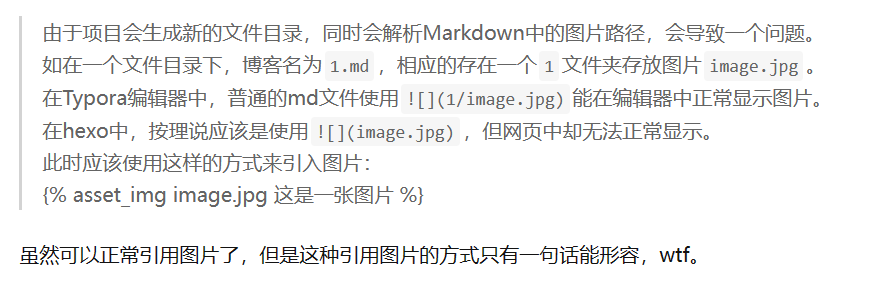 由于项目会生成新的文件目录，同时会解析Markdown中的图片路径，会导致一个问题。
如在一个文件目录下，博客名为 1.md ，相应的存在一个 1 文件夹存放图片 image.jpg 。
在Typora编辑器中，普通的md文件使用 ![](1/image.jpg) 能在编辑器中正常显示图片。
在hexo中，按理说应该是使用 ![](image.jpg) ，但网页中却无法正常显示。
此时应该使用这样的方式来引入图片：
{% asset_img image.jpg 这是一张图片 %}
虽然可以正常引用图片了，但是这种引用图片的方式只有一句话能形容，wtf。